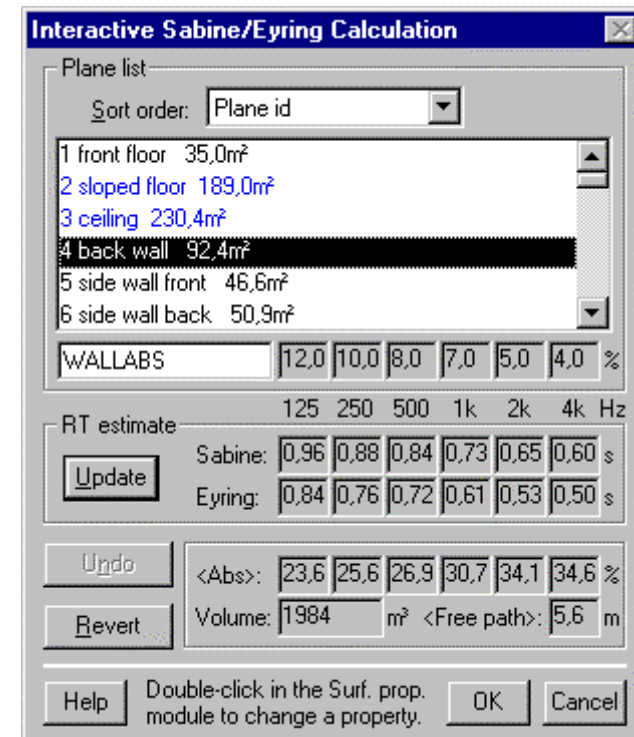 Interactive Sabine/Eyring Calculation
Plane list
Sort order: Plane id
1 front floor 35,0m²
2 sloped floor 189,0m²
3 ceiling 230,4m²
4 back wall 92,4m²
5 side wall front 46,6m²
6 side wall back 50,9m²
WALLABS 12,0 10,0 8,0 7,0 5,0 4,0 %
125 250 500 1k 2k 4k Hz
RT estimate
Update
Sabine: 0,96 0,88 0,84 0,73 0,65 0,60 s
Eyring: 0,84 0,76 0,72 0,61 0,53 0,50 s
Undo
<Abs>: 23,6 25,6 26,9 30,7 34,1 34,6 %
Revert...
Volume: 1984 m³ <Free path>: 5,6 m
Help
Double-click in the Surf. prop.
module to change a property.
OK
Cancel